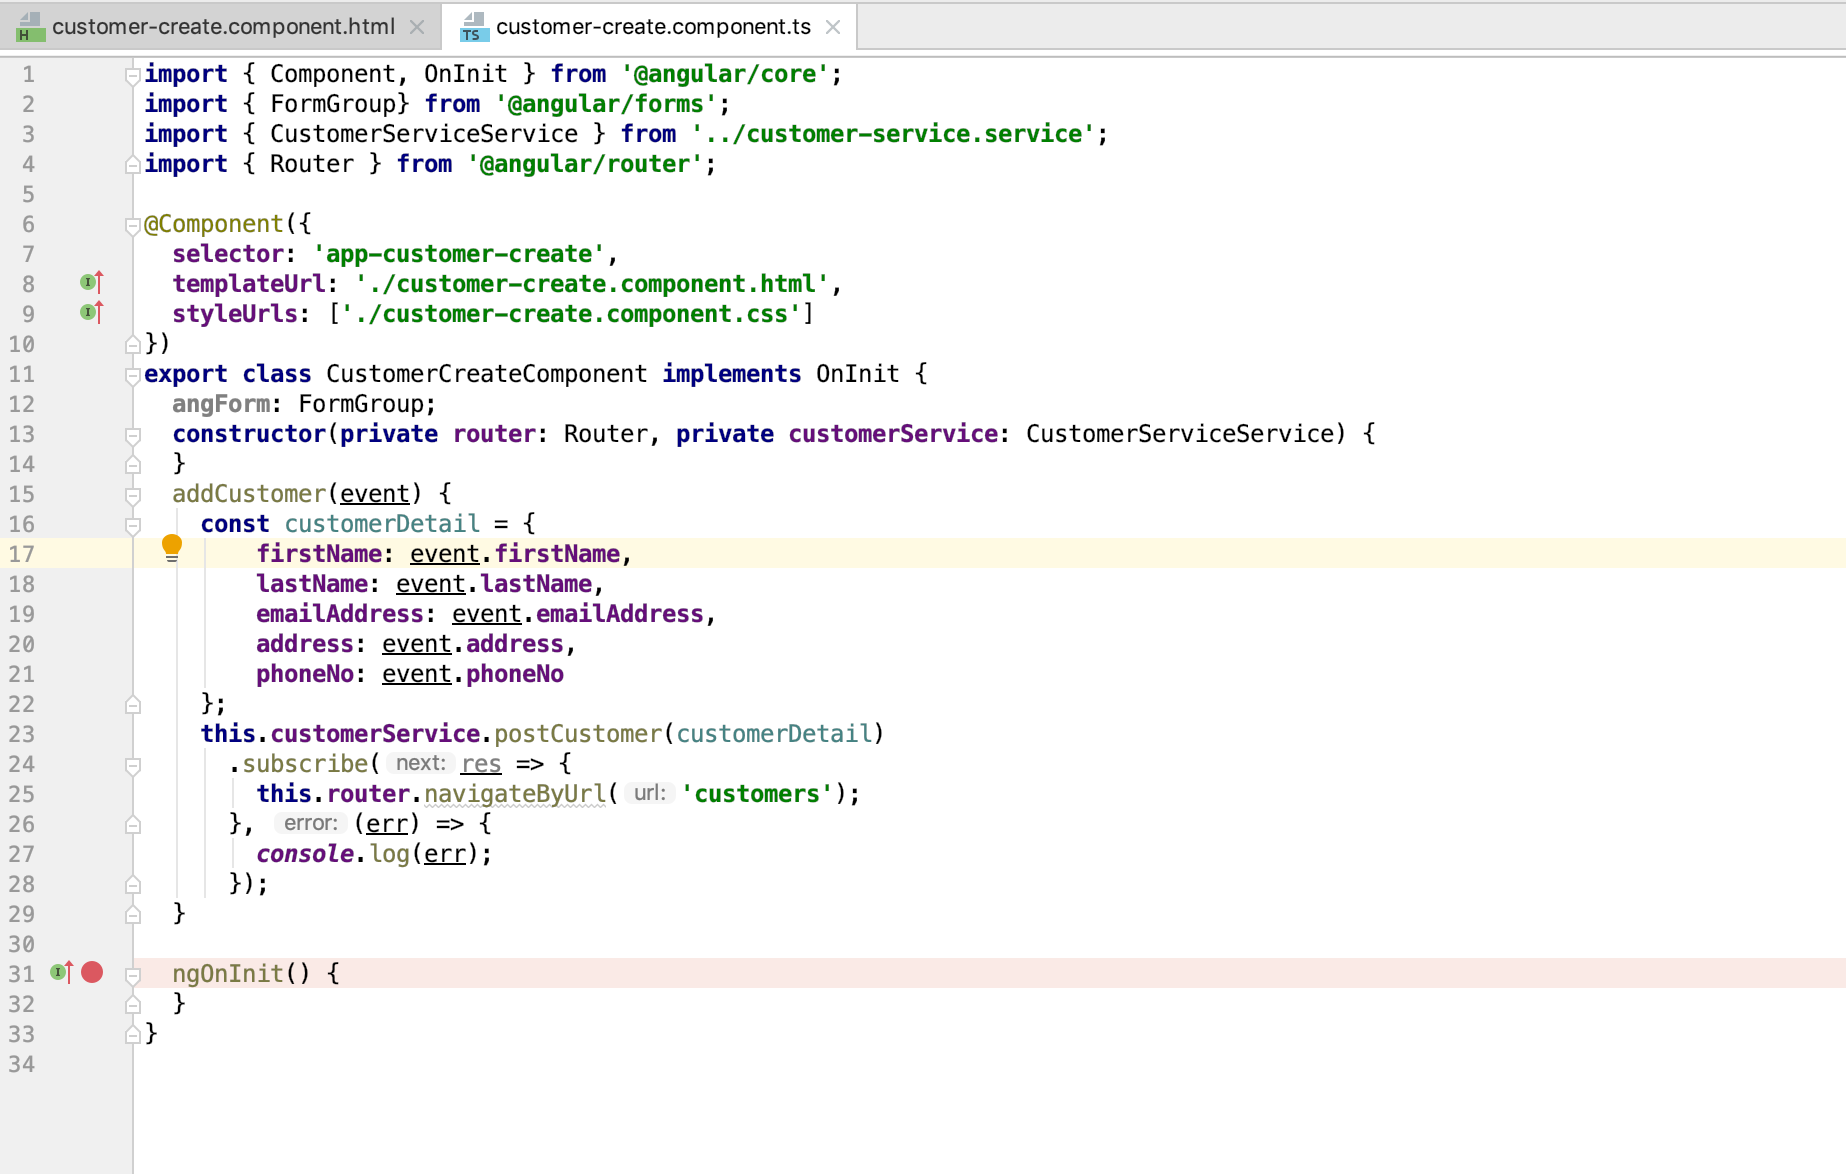 customer-create.component.html customer-create.component.ts
1 import { Component, OnInit } from '@angular/core';
2 import { FormGroup} from '@angular/forms';
3 import { CustomerServiceService } from '../customer-service.service';
4 import { Router } from '@angular/router';
5
6 @Component({
7 selector: 'app-customer-create',
8 templateUrl: './customer-create.component.html',
9 styleUrls: ['./customer-create.component.css']
10 })
11 export class CustomerCreateComponent implements OnInit {
12 angForm: FormGroup;
13 constructor(private router: Router, private customerService: CustomerServiceService) {
14 }
15 addCustomer(event) {
16 const customerDetail = {
17 firstName: event.firstName,
18 lastName: event.lastName,
19 emailAddress: event.emailAddress,
20 address: event.address,
21 phoneNo: event.phoneNo
22 };
23 this.customerService.postCustomer(customerDetail)
24 .subscribe( next: res => {
25 this.router.navigateByUrl( url: 'customers');
26 }, error: (err) => {
27 console.log(err);
28 });
29 }
30
31 ngOnInit() {
32 }
33 }
34